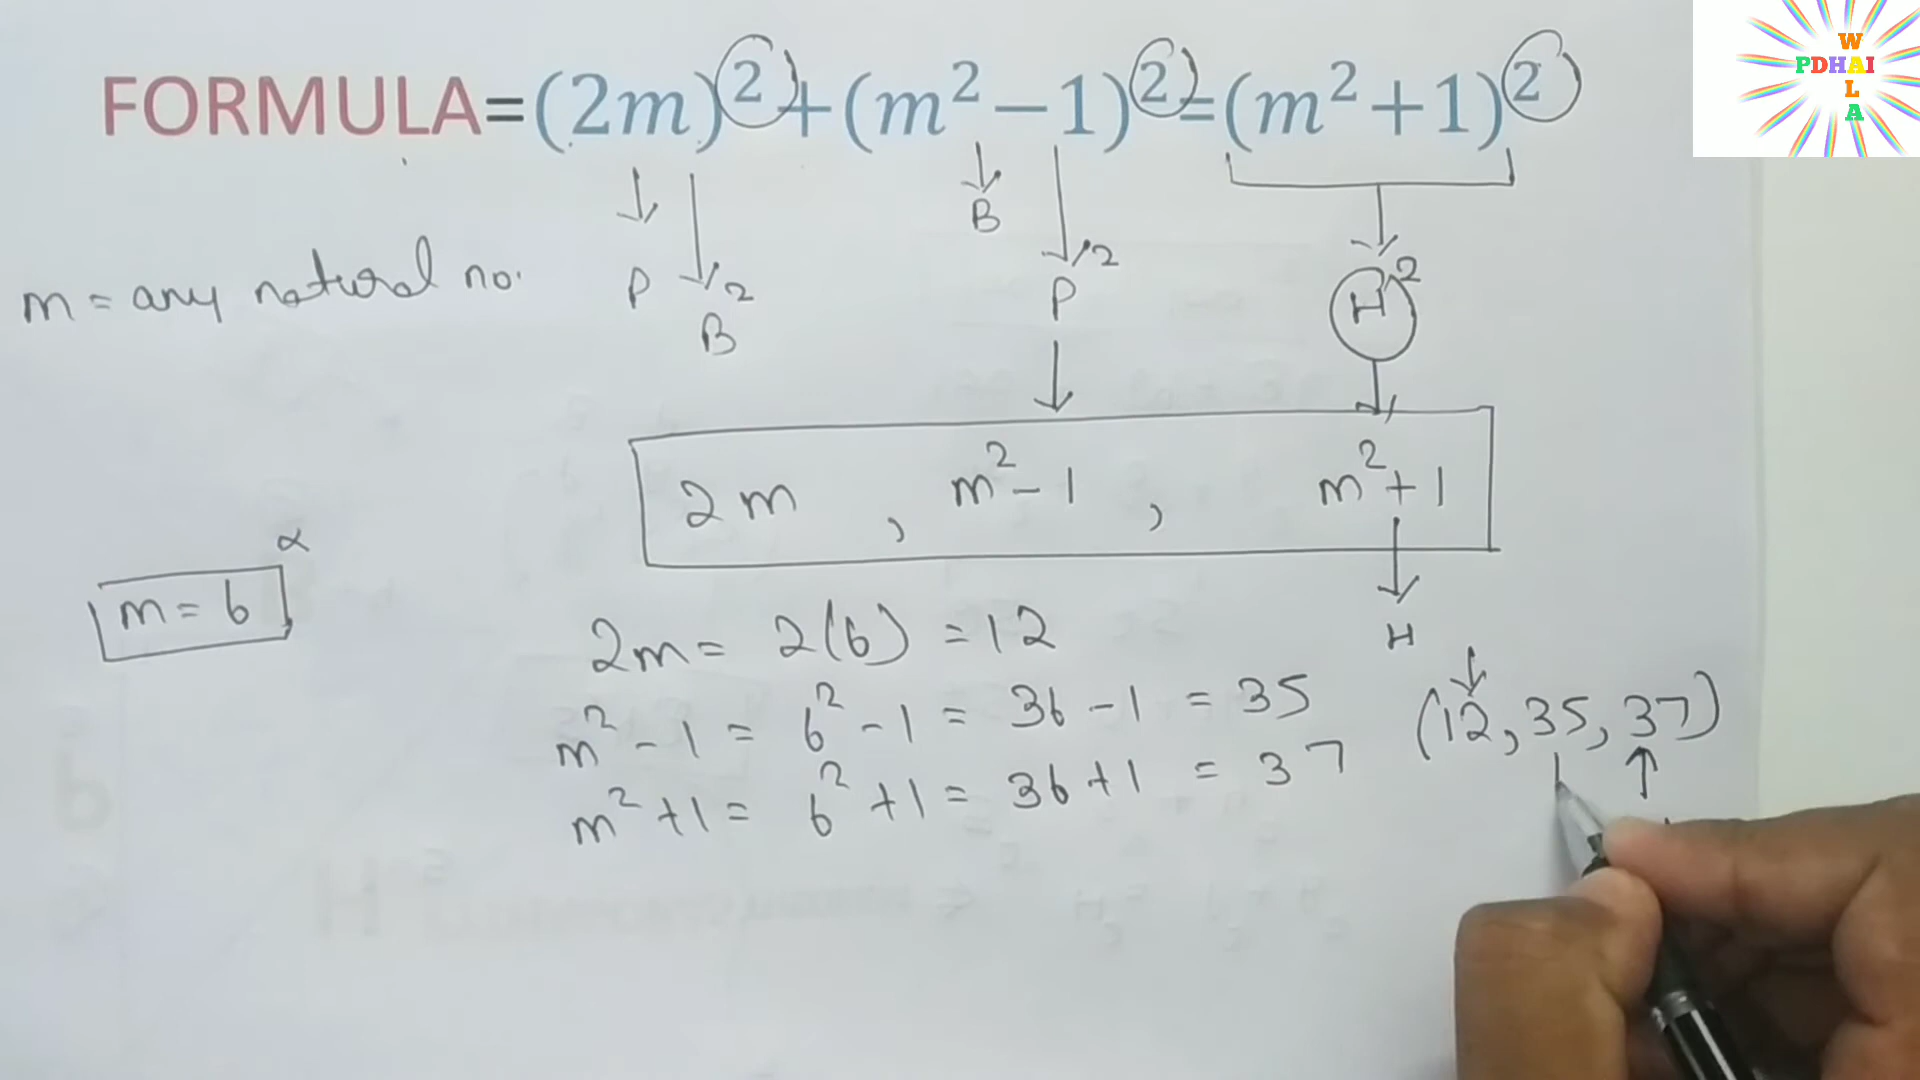 FORMULA=(2m)²+(m²−1)²=(m²+1)²
W
PDHAI
L
A
B
m = any natural no.
P
2
B
2
P
H²
2m , m²-1 , m²+1
α
m = 6
H
2m = 2(6) = 12
m²-1 = 6²-1 = 36-1 = 35
(12, 35, 37)
m²+1 = 6²+1 = 36+1 = 37